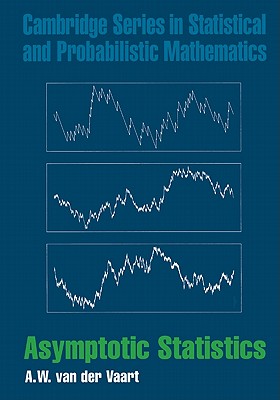 Cambridge Series in Statistical
and Probabilistic Mathematics
Asymptotic Statistics
A.W. van der Vaart